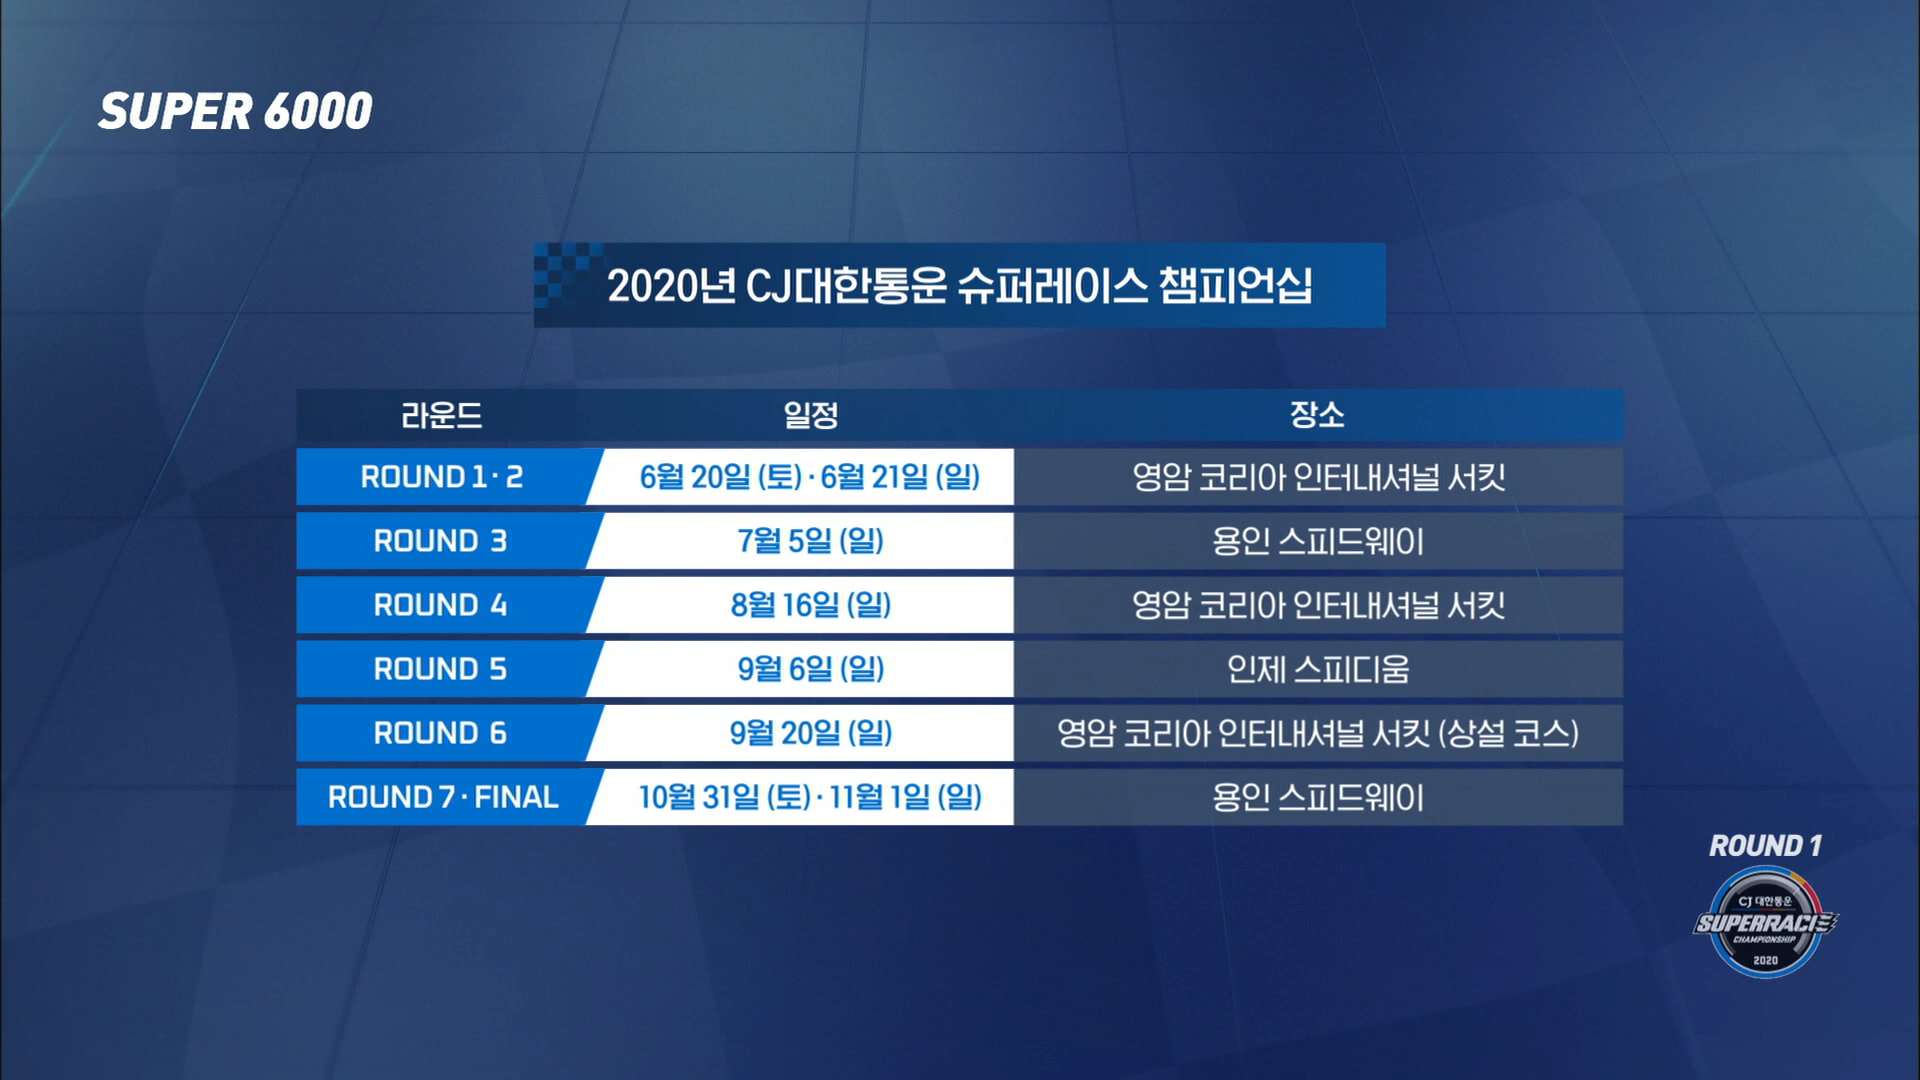 SUPER 6000
2020년 CJ대한통운 슈퍼레이스 챔피언십
라운드 일정 장소
ROUND 1·2 6월 20일 (토)·6월 21일 (일) 영암 코리아 인터내셔널 서킷
ROUND 3 7월 5일 (일) 용인 스피드웨이
ROUND 4 8월 16일 (일) 영암 코리아 인터내셔널 서킷
ROUND 5 9월 6일 (일) 인제 스피디움
ROUND 6 9월 20일 (일) 영암 코리아 인터내셔널 서킷 (상설 코스)
ROUND 7·FINAL 10월 31일 (토)·11월 1일 (일) 용인 스피드웨이
ROUND 1
CJ 대한통운
SUPERRACE
CHAMPIONSHIP
2020